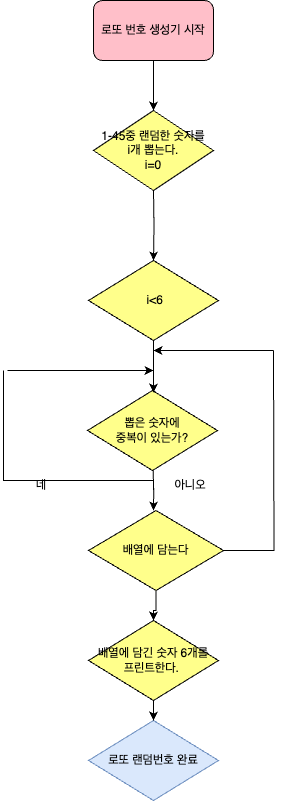 로또 번호 생성기 시작
1-45중 랜덤한 숫자를
i개 뽑는다.
i=0
i<6
뽑은 숫자에
중복이 있는가?
네
아니오
배열에 담는다
배열에 담긴 숫자 6개를
프린트한다.
로또 랜덤번호 완료